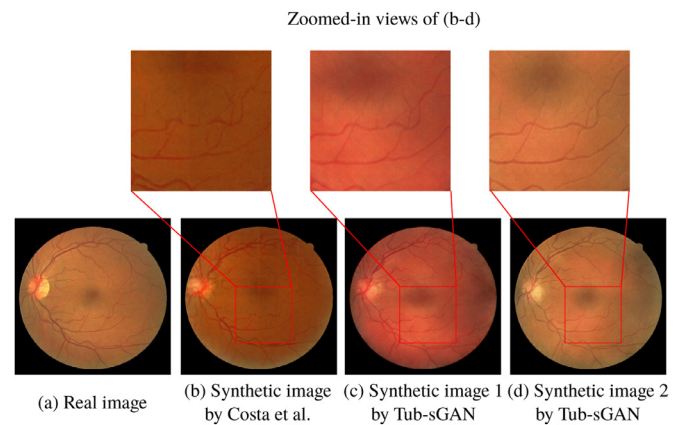 Zoomed-in views of (b-d)
(a) Real image
(b) Synthetic image
by Costa et al.
(c) Synthetic image 1
by Tub-sGAN
(d) Synthetic image 2
by Tub-sGAN